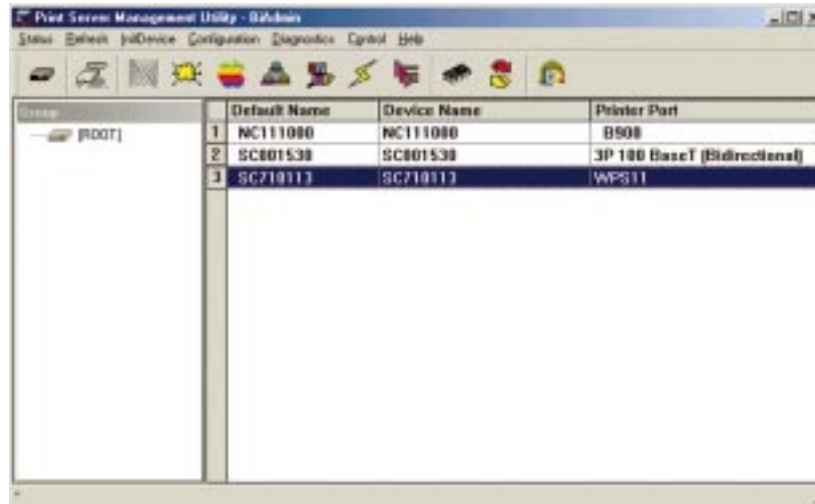 Print Server Management Utility - BiAdmin
Status Refresh InitDevice Configuration Diagnostics Control Help
Group
[ROOT]
Default Name Device Name Printer Port
1 NC111000 NC111000 B900
2 SC001530 SC001530 3P 100 BaseT (Bidirectional)
3 SC710113 SC710113 WPS11